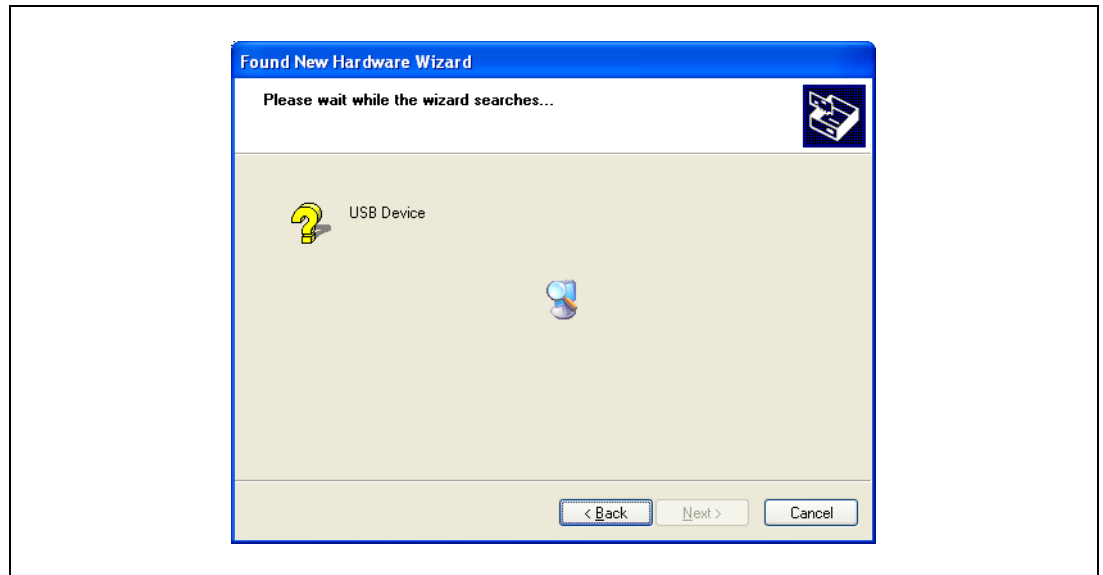 Found New Hardware Wizard
Please wait while the wizard searches...
USB Device
< Back Next > Cancel